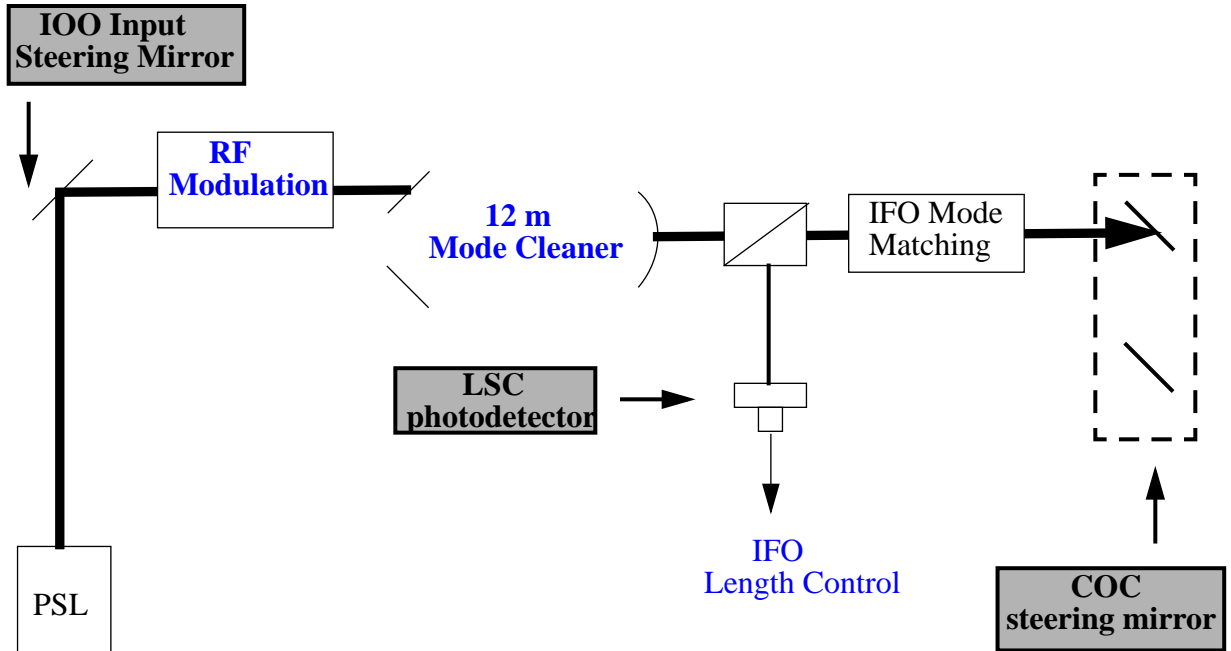 IOO Input
Steering Mirror
RF
Modulation
12 m
Mode Cleaner
IFO Mode
Matching
LSC
photodetector
IFO
Length Control
PSL
COC
steering mirror